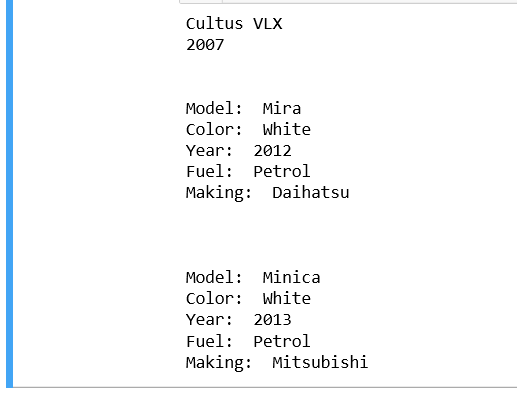 Cultus VLX
2007
Model:  Mira
Color:  White
Year:  2012
Fuel:  Petrol
Making:  Daihatsu
Model:  Minica
Color:  White
Year:  2013
Fuel:  Petrol
Making:  Mitsubishi